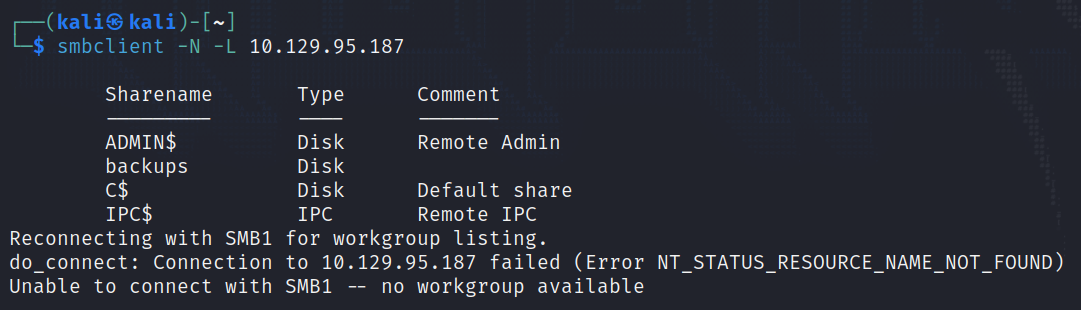 ┌──(kali㉿kali)-[~]
└─$ smbclient -N -L 10.129.95.187
Sharename       Type      Comment
---------       ----      -------
ADMIN$          Disk      Remote Admin
backups         Disk
C$              Disk      Default share
IPC$            IPC       Remote IPC
Reconnecting with SMB1 for workgroup listing.
do_connect: Connection to 10.129.95.187 failed (Error NT_STATUS_RESOURCE_NAME_NOT_FOUND)
Unable to connect with SMB1 -- no workgroup available